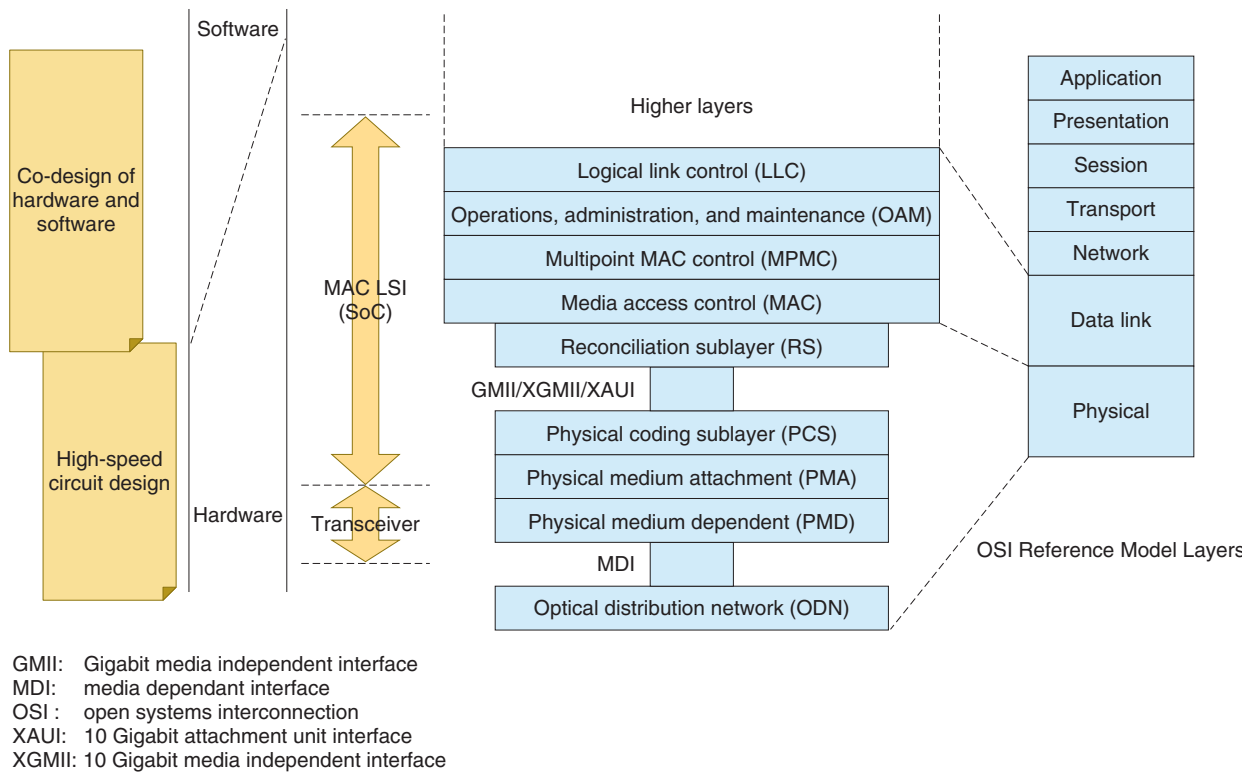 Software
Co-design of
hardware and
software
High-speed
circuit design
Hardware
MAC LSI
(SoC)
Transceiver
Higher layers
Logical link control (LLC)
Operations, administration, and maintenance (OAM)
Multipoint MAC control (MPMC)
Media access control (MAC)
Reconciliation sublayer (RS)
GMII/XGMII/XAUI
Physical coding sublayer (PCS)
Physical medium attachment (PMA)
Physical medium dependent (PMD)
MDI
Optical distribution network (ODN)
Application
Presentation
Session
Transport
Network
Data link
Physical
OSI Reference Model Layers
GMII: Gigabit media independent interface
MDI: media dependant interface
OSI : open systems interconnection
XAUI: 10 Gigabit attachment unit interface
XGMII: 10 Gigabit media independent interface